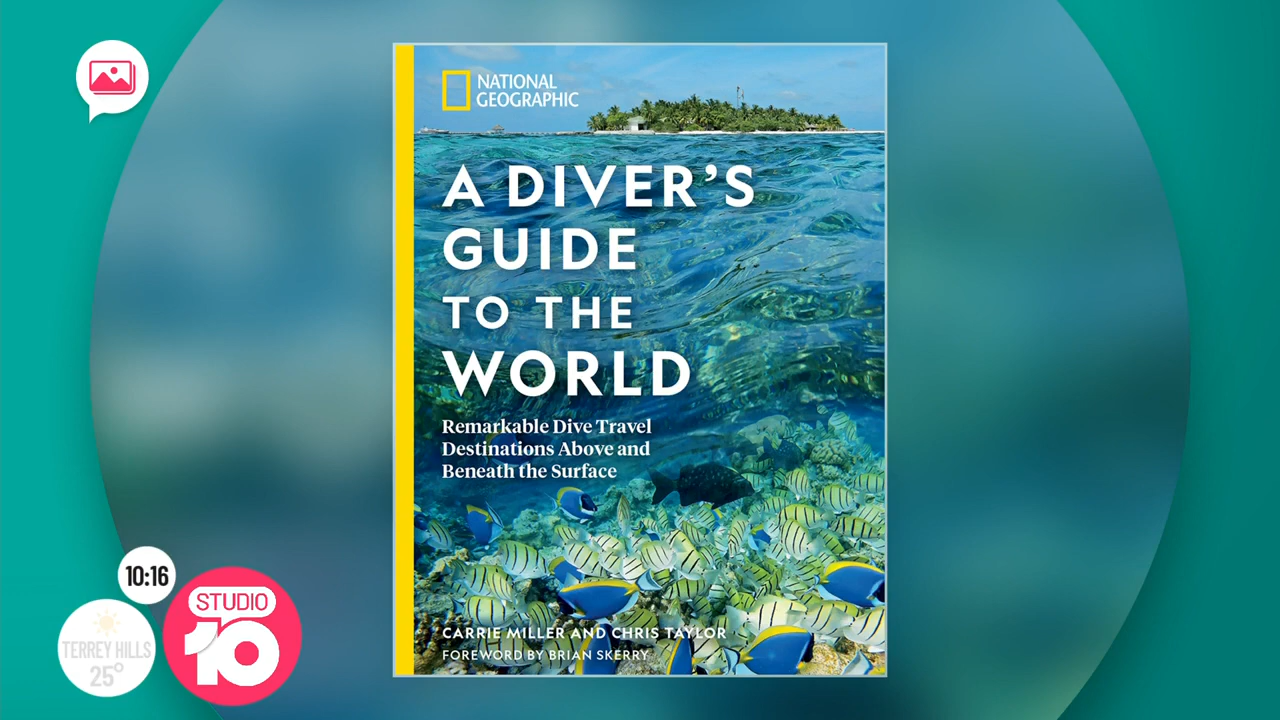 NATIONAL
GEOGRAPHIC
A DIVER'S
GUIDE
TO THE
WORLD
Remarkable Dive Travel
Destinations Above and
Beneath the Surface
CARRIE MILLER AND CHRIS TAYLOR
FOREWORD BY BRIAN SKERRY
10:16
TERREY HILLS
25°
STUDIO
10